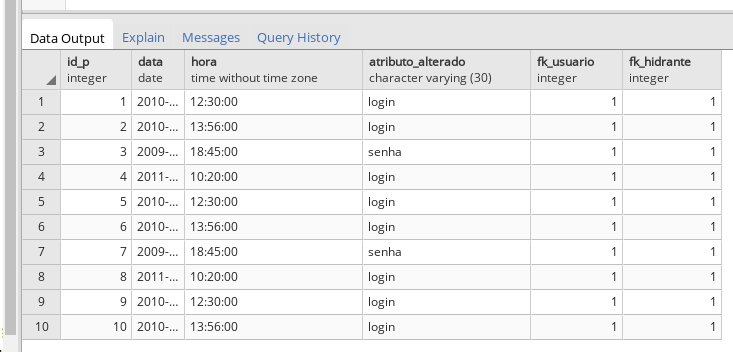 Data Output Explain Messages Query History
id_p data hora atributo_alterado fk_usuario fk_hidrante
integer date time without time zone character varying (30) integer integer
1 1 2010-... 12:30:00 login 1 1
2 2 2010-... 13:56:00 login 1 1
3 3 2009-... 18:45:00 senha 1 1
4 4 2011-... 10:20:00 login 1 1
5 5 2010-... 12:30:00 login 1 1
6 6 2010-... 13:56:00 login 1 1
7 7 2009-... 18:45:00 senha 1 1
8 8 2011-... 10:20:00 login 1 1
9 9 2010-... 12:30:00 login 1 1
10 10 2010-... 13:56:00 login 1 1